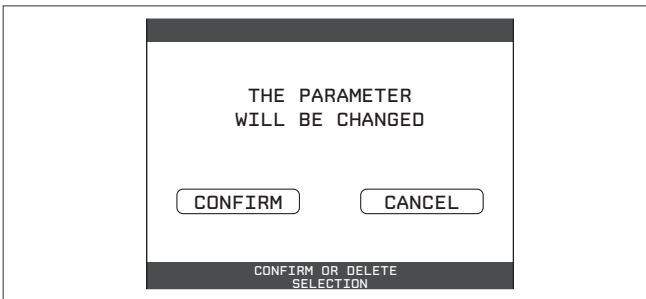 THE PARAMETER
WILL BE CHANGED
CONFIRM
CANCEL
CONFIRM OR DELETE
SELECTION